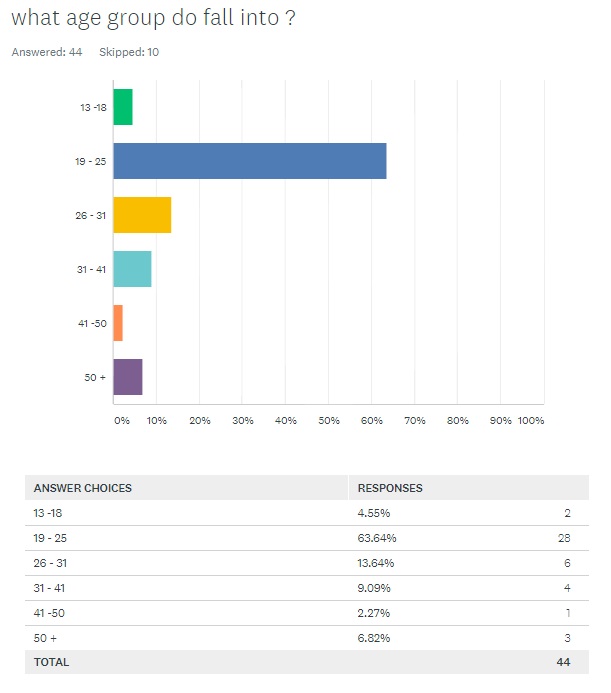 what age group do fall into ?
Answered: 44 Skipped: 10
13 -18
19 - 25
26 - 31
31 - 41
41 -50
50 +
0% 10% 20% 30% 40% 50% 60% 70% 80% 90% 100%
ANSWER CHOICES RESPONSES
13 -18 4.55% 2
19 - 25 63.64% 28
26 - 31 13.64% 6
31 - 41 9.09% 4
41 -50 2.27% 1
50 + 6.82% 3
TOTAL 44